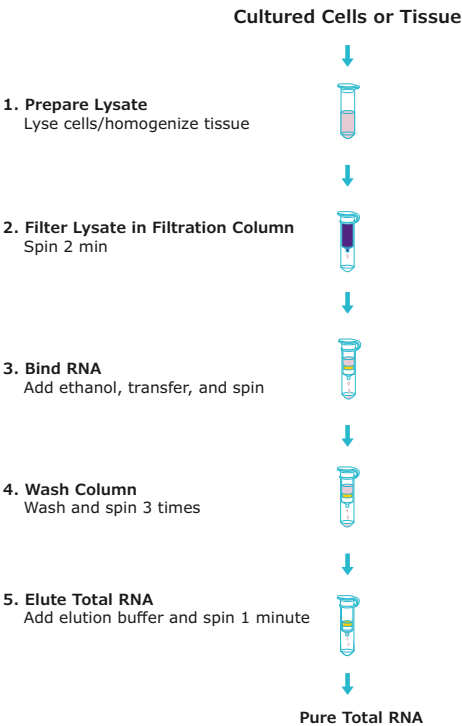 Cultured Cells or Tissue
1. Prepare Lysate
Lyse cells/homogenize tissue
2. Filter Lysate in Filtration Column
Spin 2 min
3. Bind RNA
Add ethanol, transfer, and spin
4. Wash Column
Wash and spin 3 times
5. Elute Total RNA
Add elution buffer and spin 1 minute
Pure Total RNA